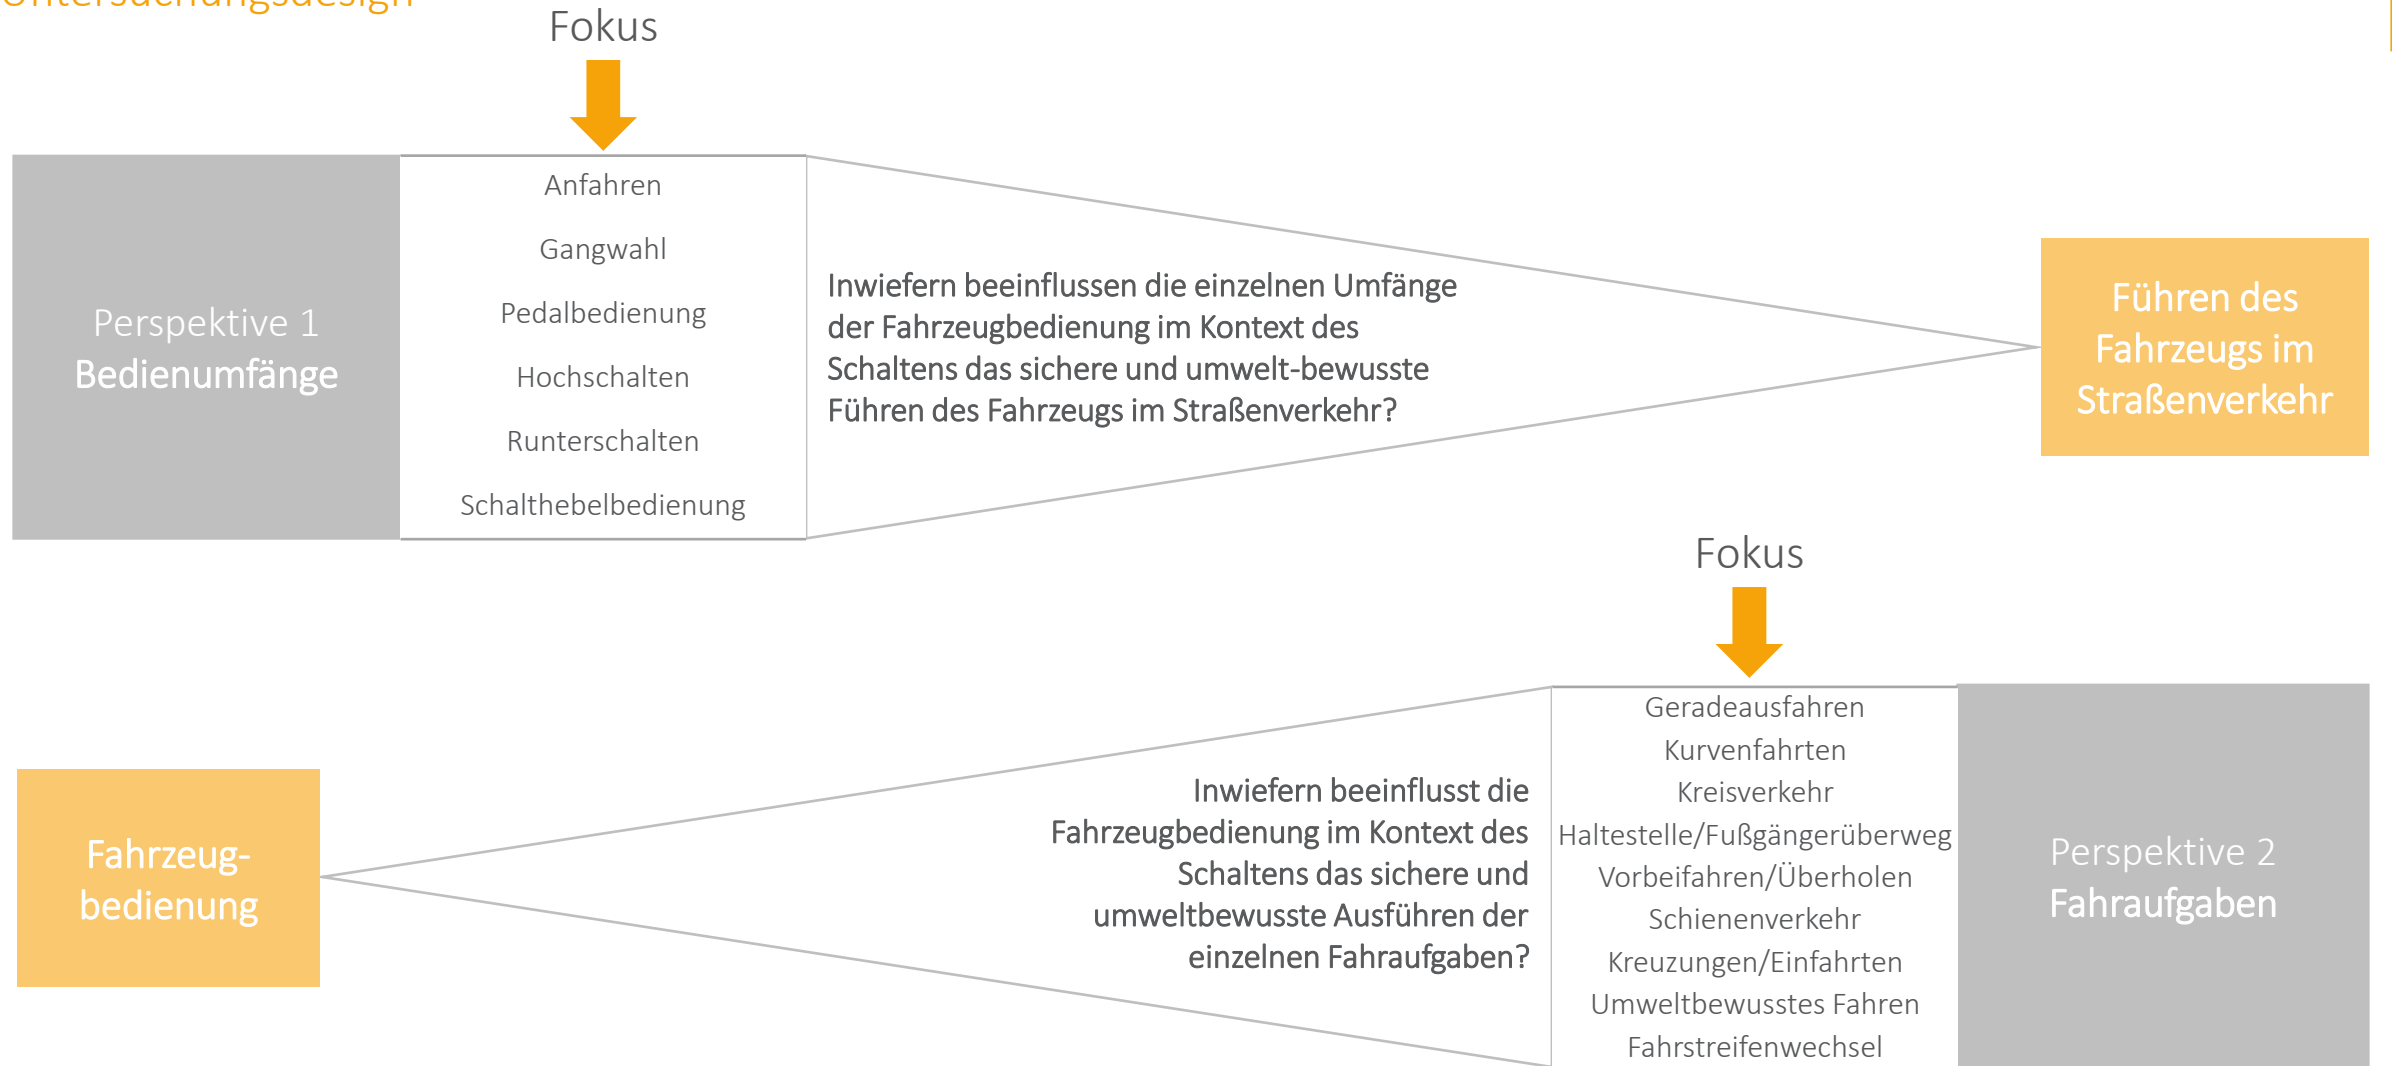 Untersuchungsdesign
Fokus
Perspektive 1
Bedienumfänge
Anfahren
Gangwahl
Pedalbedienung
Hochschalten
Runterschalten
Schalthebelbedienung
Inwiefern beeinflussen die einzelnen Umfänge
der Fahrzeugbedienung im Kontext des
Schaltens das sichere und umwelt-bewusste
Führen des Fahrzeugs im Straßenverkehr?
Führen des
Fahrzeugs im
Straßenverkehr
Fokus
Fahrzeug-
bedienung
Inwiefern beeinflusst die
Fahrzeugbedienung im Kontext des
Schaltens das sichere und
umweltbewusste Ausführen der
einzelnen Fahraufgaben?
Geradeausfahren
Kurvenfahrten
Kreisverkehr
Haltestelle/Fußgängerüberweg
Vorbeifahren/Überholen
Schienenverkehr
Kreuzungen/Einfahrten
Umweltbewusstes Fahren
Fahrstreifenwechsel
Perspektive 2
Fahraufgaben